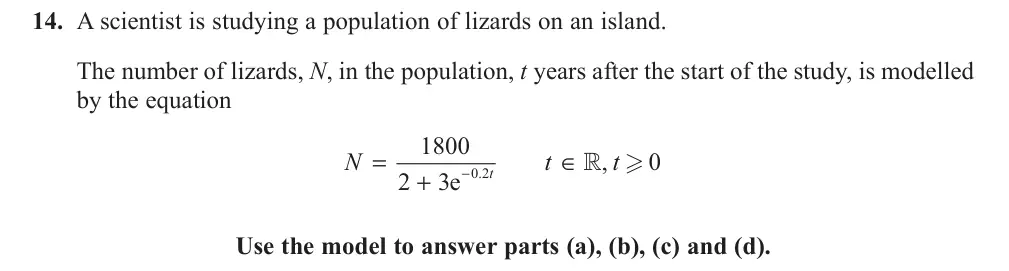 14. A scientist is studying a population of lizards on an island.
The number of lizards, N, in the population, t years after the start of the study, is modelled
by the equation
N = 1800 / (2 + 3e^{−0.2t})    t ∈ ℝ, t ⩾ 0
Use the model to answer parts (a), (b), (c) and (d).